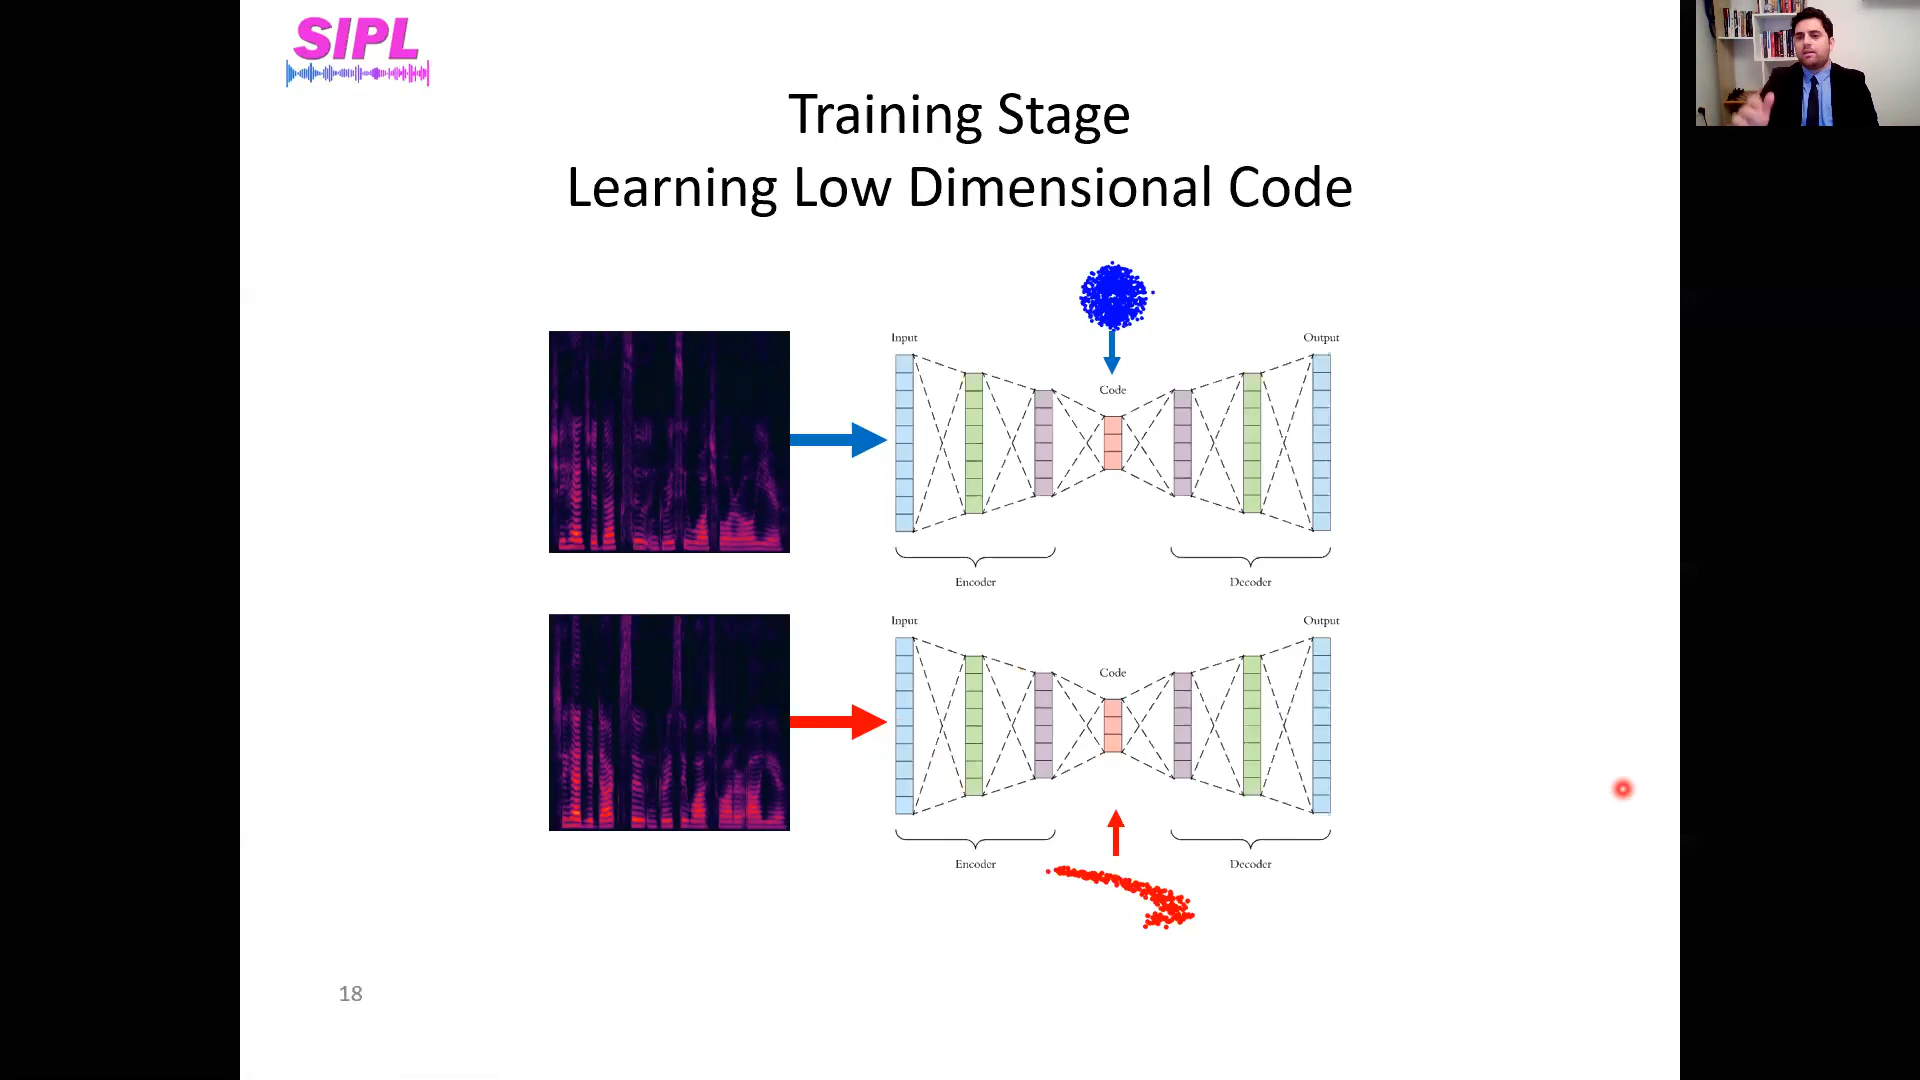 SIPL
Training Stage
Learning Low Dimensional Code
Input
Output
Code
Encoder
Decoder
Input
Output
Code
Encoder
Decoder
18